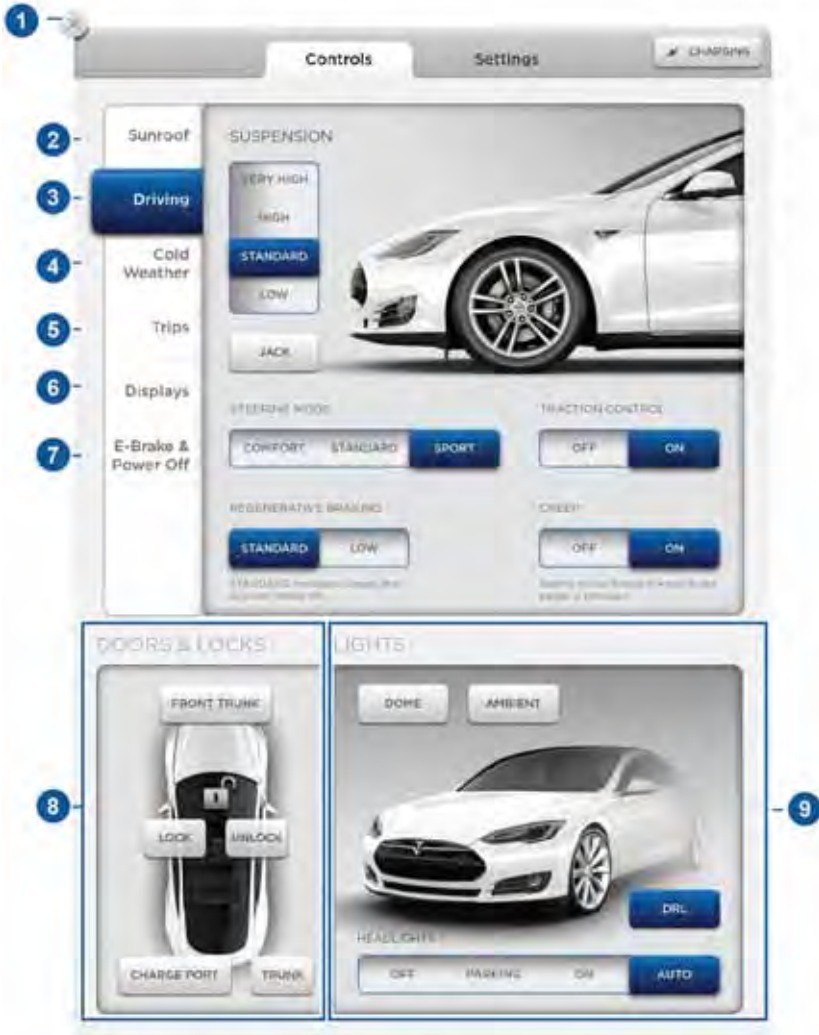 1
Controls
Settings
CHARGING
2
Sunroof
3
Driving
4
Cold
Weather
5
Trips
6
Displays
7
E-Brake &
Power Off
SUSPENSION
VERY HIGH
HIGH
STANDARD
LOW
JACK
STEERING MODE
COMFORT STANDARD SPORT
TRACTION CONTROL
OFF ON
REGENERATIVE BRAKING
STANDARD LOW
CREEP
OFF ON
8
DOORS & LOCKS
FRONT TRUNK
LOCK
UNLOCK
CHARGE PORT
TRUNK
9
LIGHTS
DOME
AMBIENT
DRL
HEADLIGHTS
OFF PARKING ON AUTO